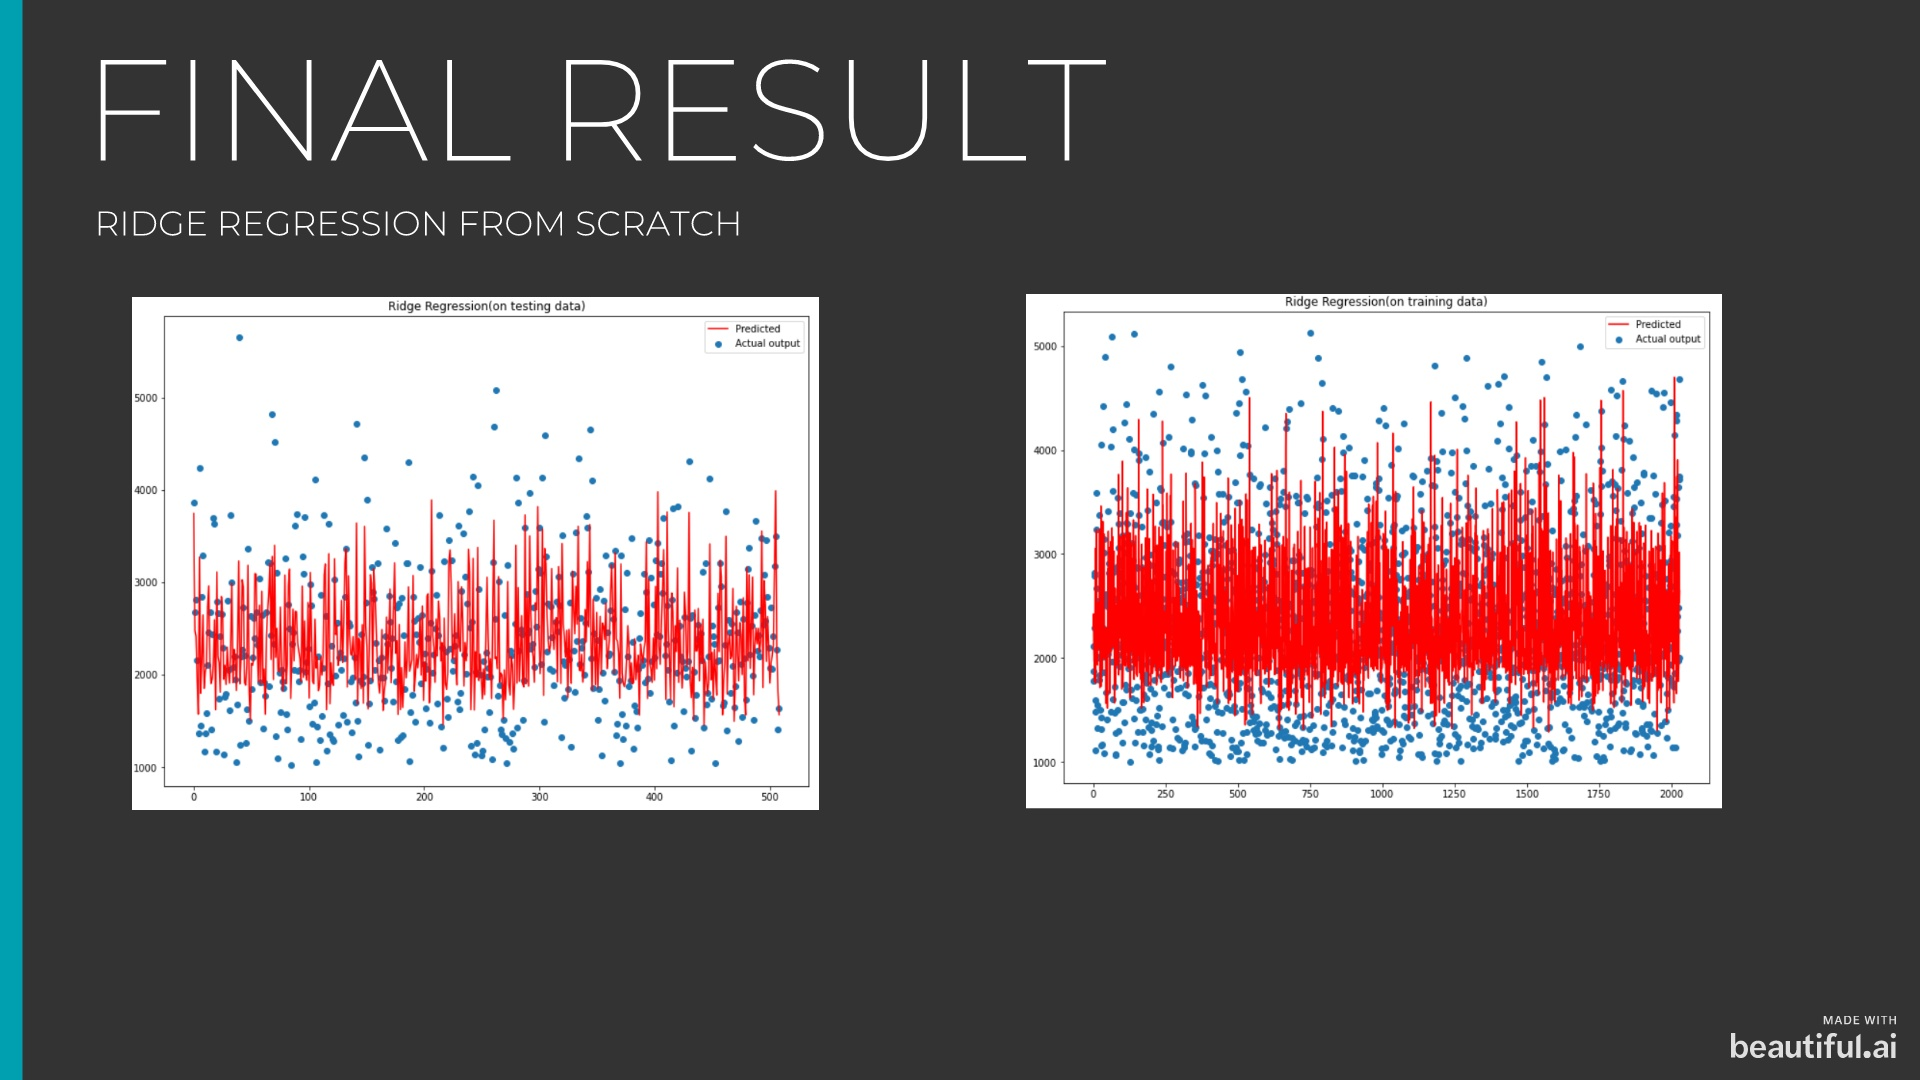 FINAL RESULT
RIDGE REGRESSION FROM SCRATCH
Ridge Regression(on testing data)
Predicted
Actual output
5000
4000
3000
2000
1000
0 100 200 300 400 500
Ridge Regression(on training data)
Predicted
Actual output
5000
4000
3000
2000
1000
0 250 500 750 1000 1250 1500 1750 2000
MADE WITH
beautiful.ai